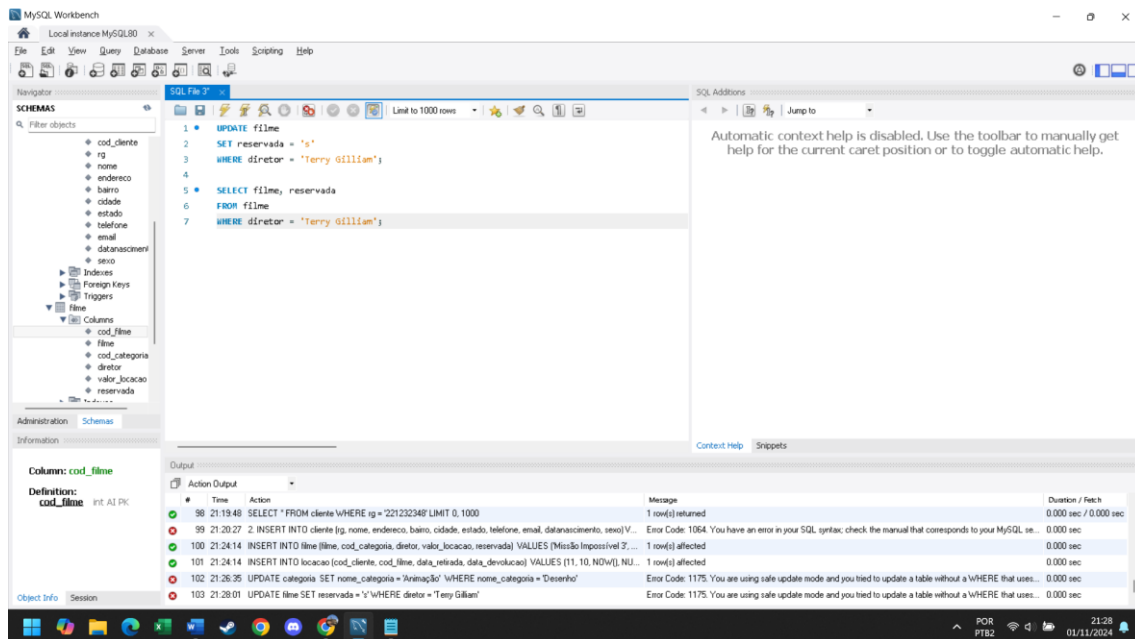 MySQL Workbench
Local instance MySQL80
File Edit View Query Database Server Tools Scripting Help
Navigator
SCHEMAS
Filter objects
cod_cliente
rg
nome
endereco
bairro
cidade
estado
telefone
email
datanasciment
sexo
Indexes
Foreign Keys
Triggers
filme
Columns
cod_filme
filme
cod_categoria
diretor
valor_locacao
reservada
Indexes
Administration Schemas
Information
Column: cod_filme
Definition:
cod_filme int AI PK
Object Info Session
SQL File 3*
Limit to 1000 rows
1 UPDATE filme
2 SET reservada = 's'
3 WHERE diretor = 'Terry Gilliam';
4
5 SELECT filme, reservada
6 FROM filme
7 WHERE diretor = 'Terry Gilliam';
SQL Additions
Jump to
Automatic context help is disabled. Use the toolbar to manually get
help for the current caret position or to toggle automatic help.
Context Help Snippets
Output
Action Output
# Time Action Message Duration / Fetch
98 21:19:48 SELECT * FROM cliente WHERE rg = '221232348' LIMIT 0, 1000 1 row(s) returned 0.000 sec / 0.000 sec
99 21:20:27 2. INSERT INTO cliente (rg, nome, endereco, bairro, cidade, estado, telefone, email, datanascimento, sexo) V... Error Code: 1064. You have an error in your SQL syntax; check the manual that corresponds to your MySQL se... 0.000 sec
100 21:24:14 INSERT INTO filme (filme, cod_categoria, diretor, valor_locacao, reservada) VALUES ('Missão Impossível 3', ... 1 row(s) affected 0.000 sec
101 21:24:14 INSERT INTO locacao (cod_cliente, cod_filme, data_retirada, data_devolucao) VALUES (11, 10, NOW(), NU... 1 row(s) affected 0.000 sec
102 21:26:35 UPDATE categoria SET nome_categoria = 'Animação' WHERE nome_categoria = 'Desenho' Error Code: 1175. You are using safe update mode and you tried to update a table without a WHERE that uses... 0.000 sec
103 21:28:01 UPDATE filme SET reservada = 's' WHERE diretor = 'Terry Gilliam' Error Code: 1175. You are using safe update mode and you tried to update a table without a WHERE that uses... 0.000 sec
POR
PTB2
21:28
01/11/2024